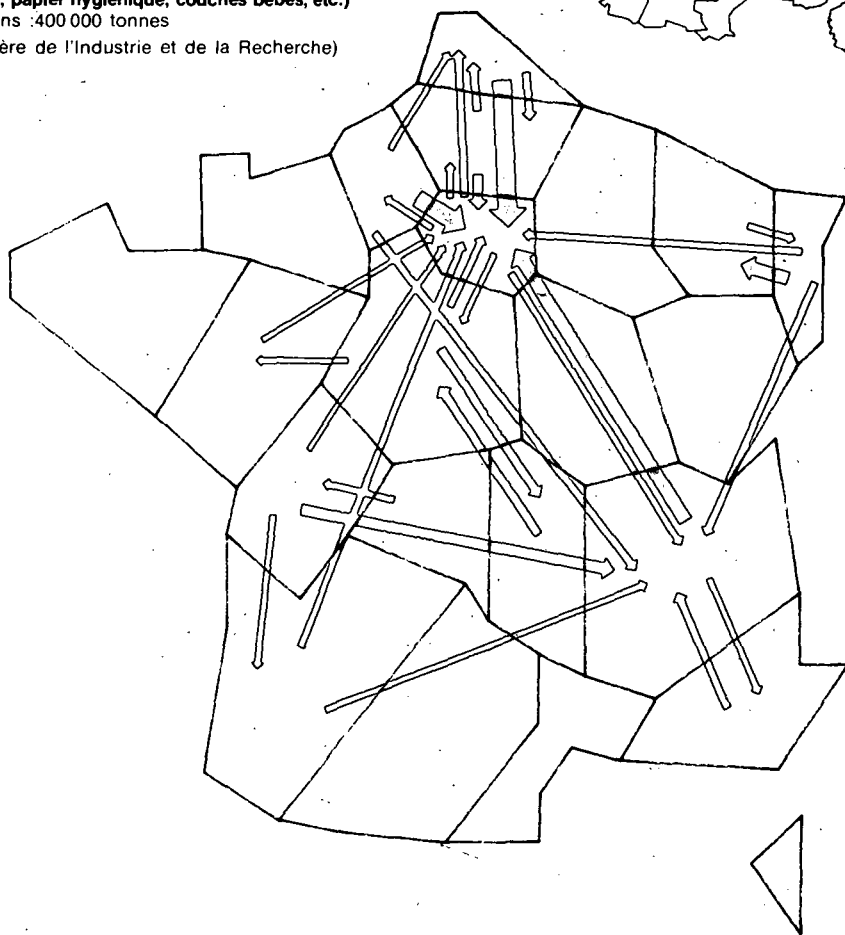 , papier hygiénique, couches bébés, etc.)
ns :400 000 tonnes
ère de l'Industrie et de la Recherche)